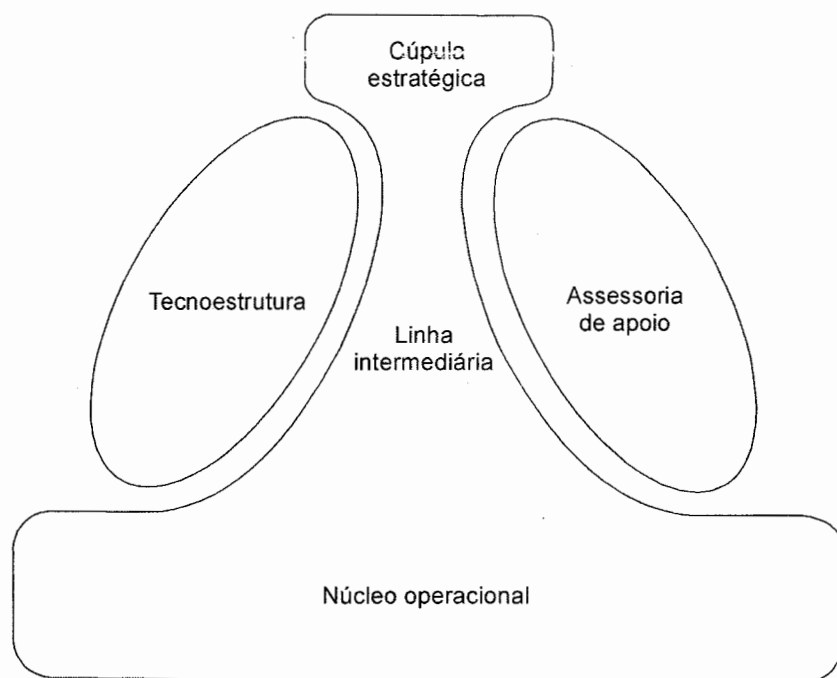 Cúpula
estratégica
Tecnoestrutura
Assessoria
de apoio
Linha
intermediária
Núcleo operacional